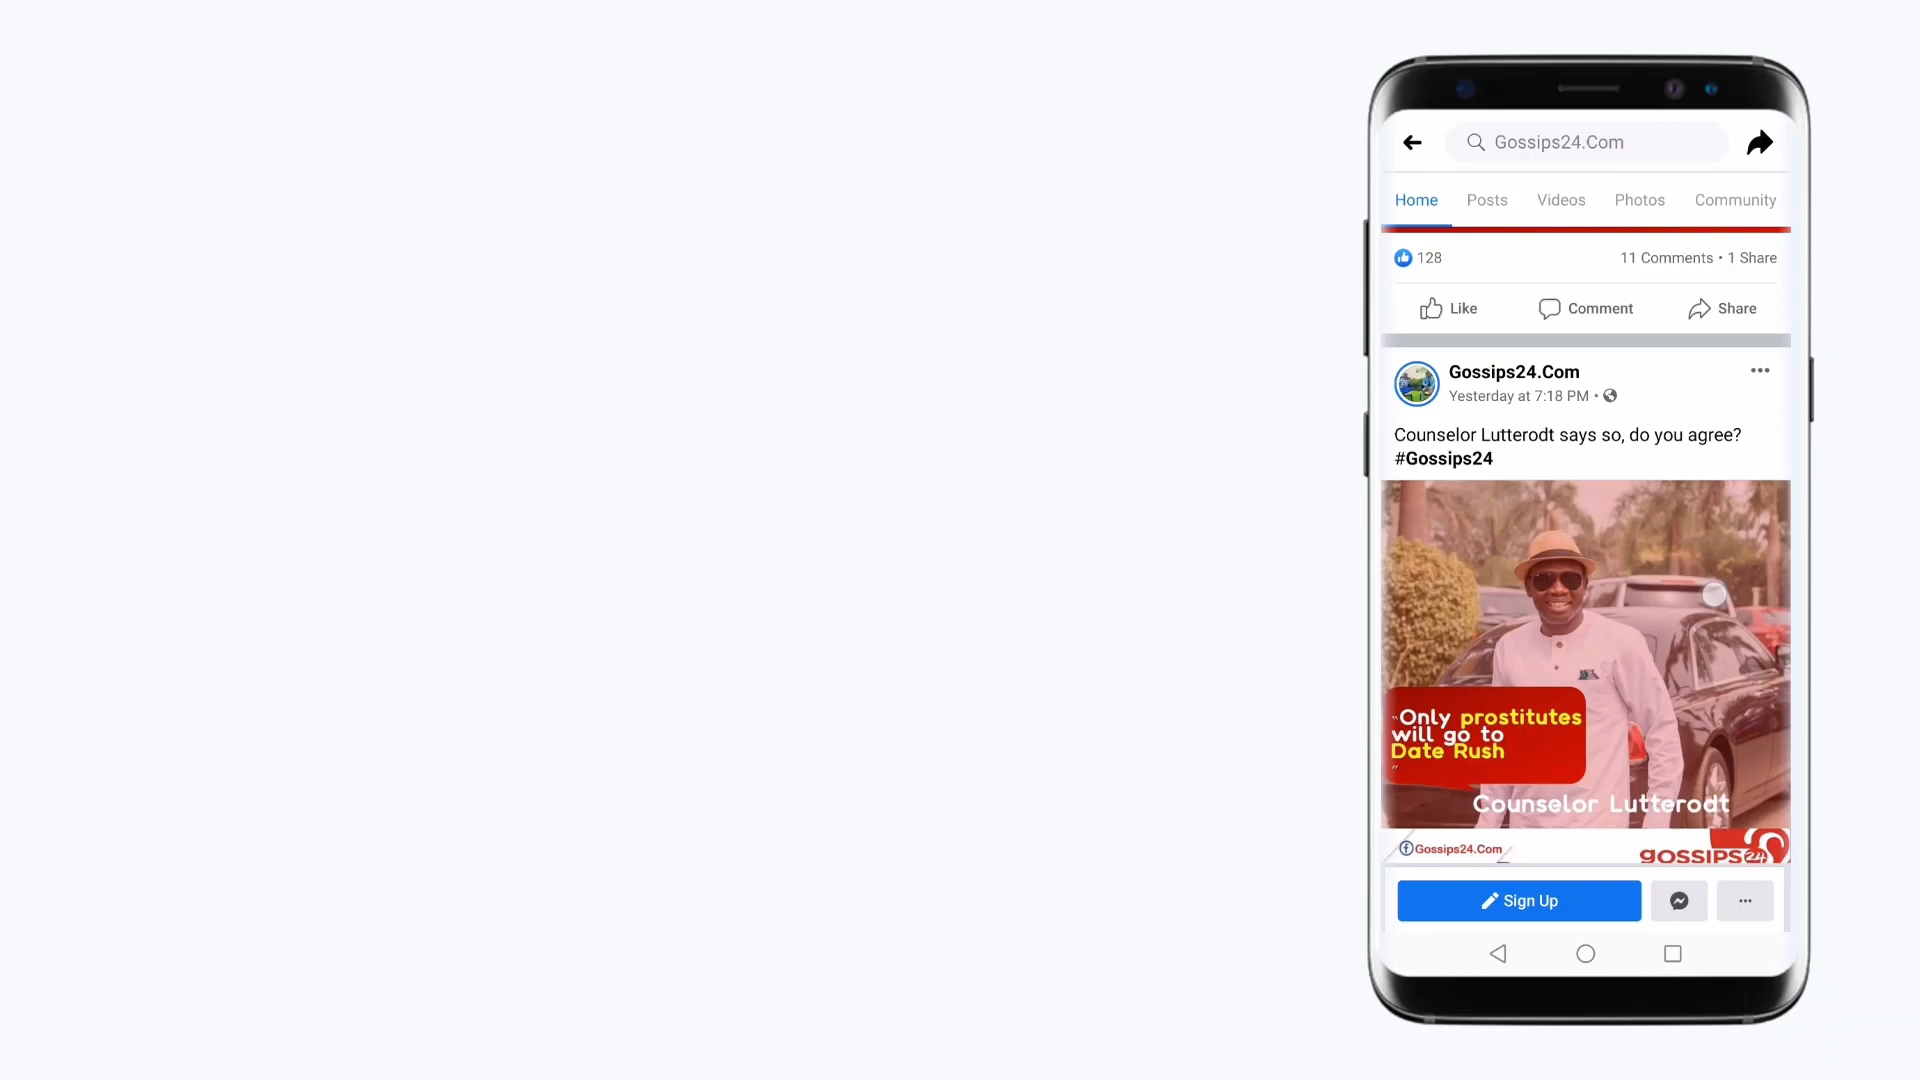 Gossips24.Com
Home Posts Videos Photos Community
128 11 Comments • 1 Share
Like Comment Share
Gossips24.Com
Yesterday at 7:18 PM •
Counselor Lutterodt says so, do you agree?
#Gossips24
"Only prostitutes
will go to
Date Rush
"
Counselor Lutterodt
Gossips24.Com
gossips24
Sign Up